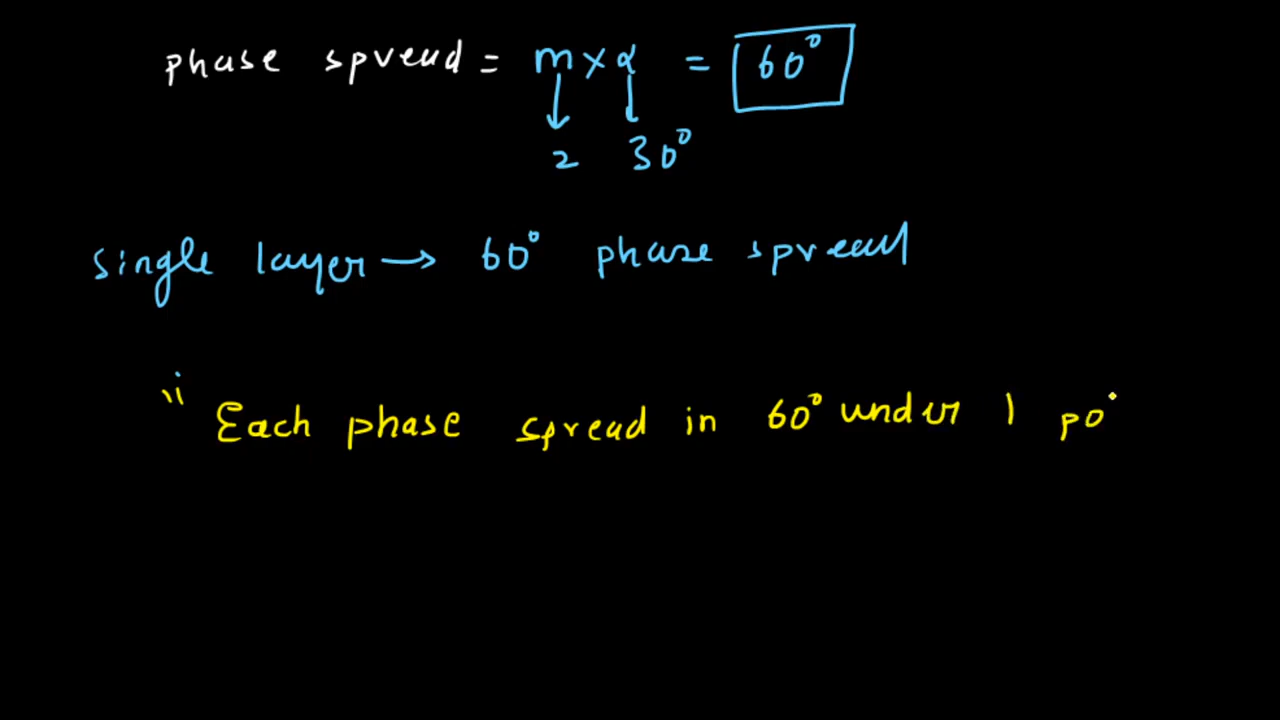 phase spread = m × α = 60°
2 30°
single layer → 60° phase spread
" Each phase spread in 60° under 1 po